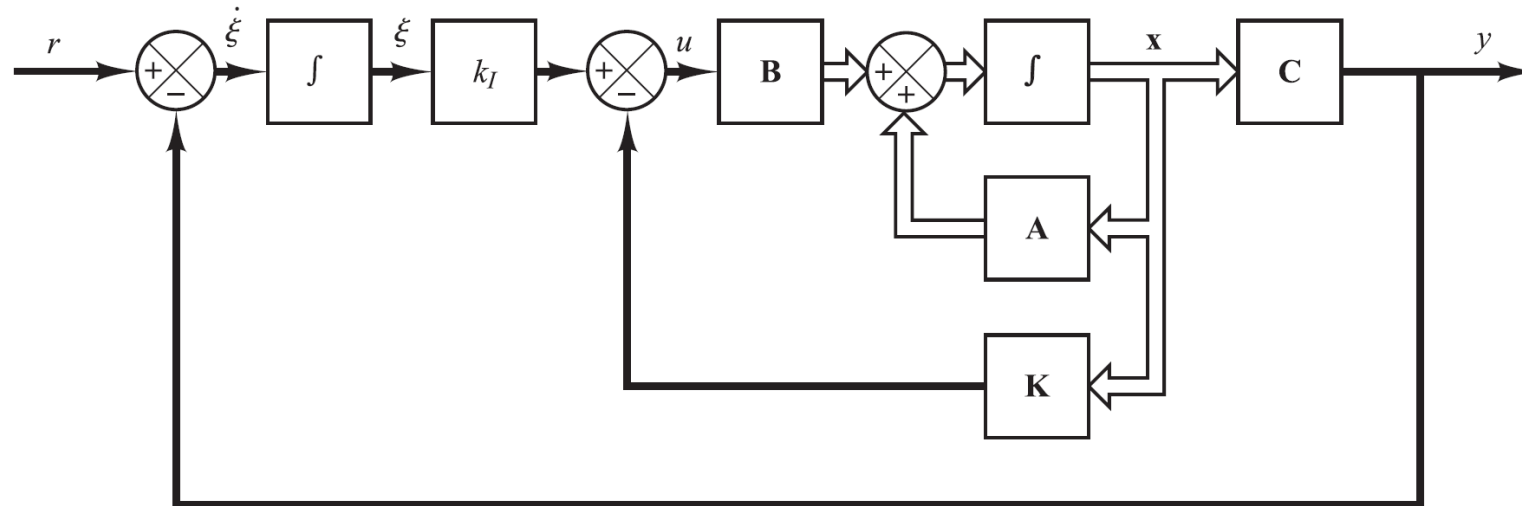 r + − ξ̇ ∫ ξ k_I + − u B + + ∫ x C y
A
K